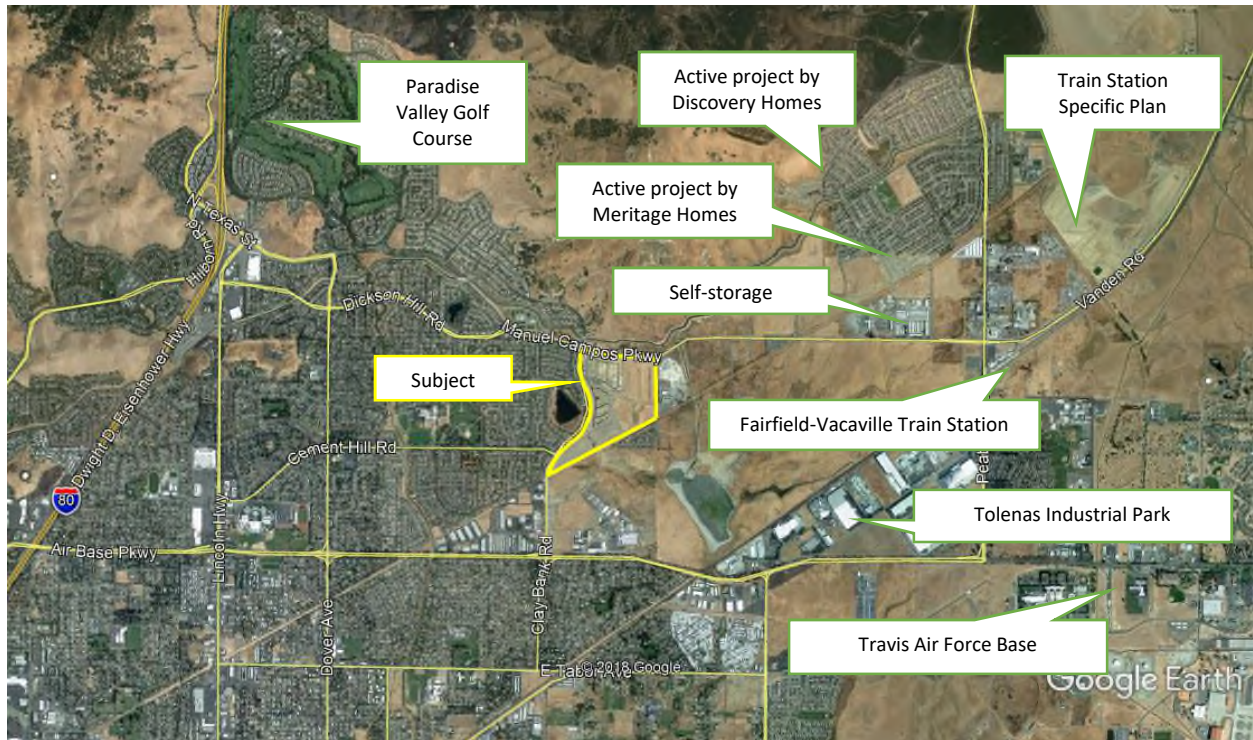 Paradise
Valley Golf
Course
Active project by
Discovery Homes
Train Station
Specific Plan
Active project by
Meritage Homes
N Texas St
Hilborn Rd
Self-storage
Vanden Rd
Dickson Hill Rd
Manuel Campos Pkwy
Subject
Dwight D. Eisenhower Hwy
Fairfield-Vacaville Train Station
Cement Hill Rd
80
Lincoln Hwy
Tolenas Industrial Park
Air Base Pkwy
Clay Bank Rd
Dover Ave
Travis Air Force Base
E Tabor Ave
© 2018 Google
Google Earth